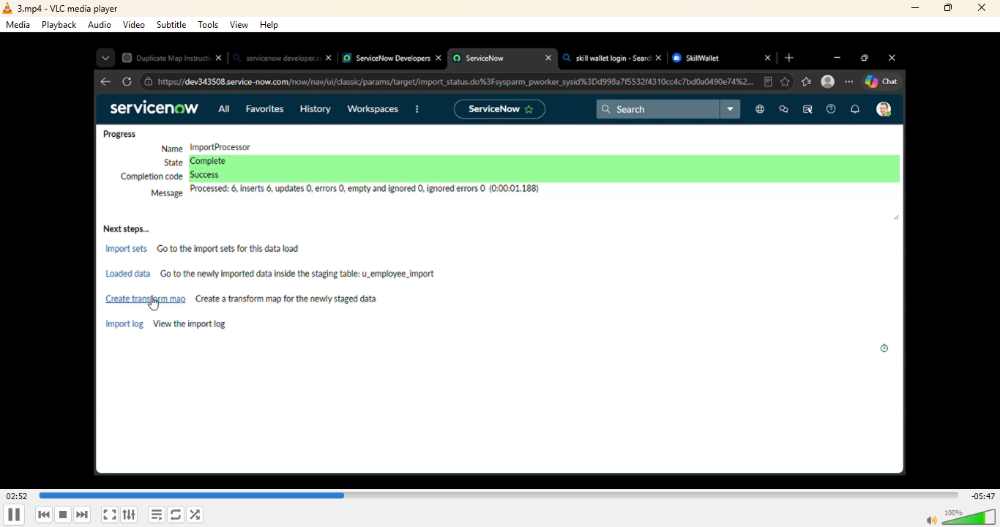 3.mp4 - VLC media player
Media Playback Audio Video Subtitle Tools View Help
Duplicate Map Instructi servicenow developer.c ServiceNow Developers ServiceNow skill wallet login - Search SkillWallet
https://dev343508.service-now.com/now/nav/ui/classic/params/target/import_status.do%3Fsysparm_pworker_sysid%3Dd998a7f5532f4310cc4c7bd0a0490e74%2... Chat
servicenow All Favorites History Workspaces ServiceNow Search
Progress
Name ImportProcessor
State Complete
Completion code Success
Message Processed: 6, inserts 6, updates 0, errors 0, empty and ignored 0, ignored errors 0 (0:00:01.188)
Next steps...
Import sets Go to the import sets for this data load
Loaded data Go to the newly imported data inside the staging table: u_employee_import
Create transform map Create a transform map for the newly staged data
Import log View the import log
02:52 -05:47
100%